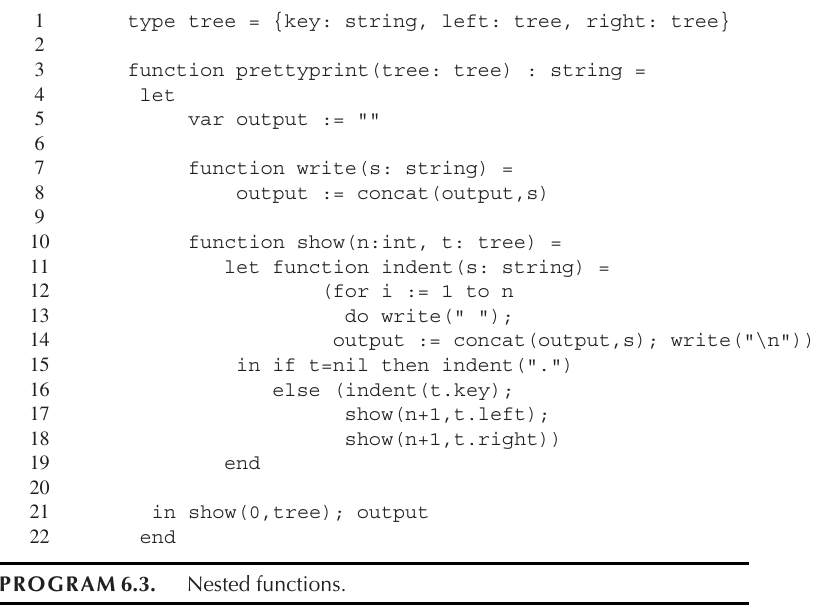 1 type tree = {key: string, left: tree, right: tree}
2
3 function prettyprint(tree: tree) : string =
4 let
5 var output := ""
6
7 function write(s: string) =
8 output := concat(output,s)
9
10 function show(n:int, t: tree) =
11 let function indent(s: string) =
12 (for i := 1 to n
13 do write(" ");
14 output := concat(output,s); write("\n"))
15 in if t=nil then indent(".")
16 else (indent(t.key);
17 show(n+1,t.left);
18 show(n+1,t.right))
19 end
20
21 in show(0,tree); output
22 end
PROGRAM 6.3. Nested functions.